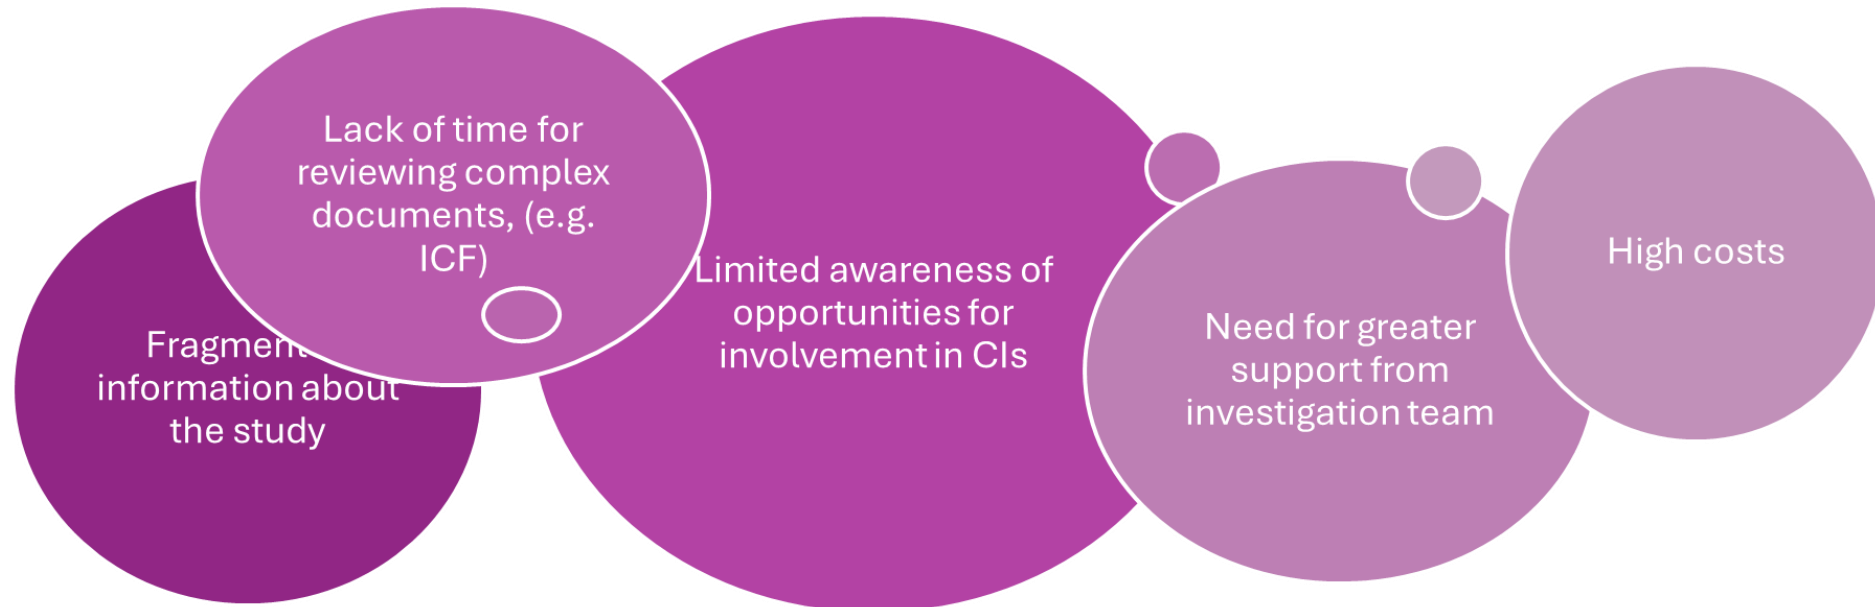 Lack of time for
reviewing complex
documents, (e.g.
ICF)
Fragment
information about
the study
Limited awareness of
opportunities for
involvement in CIs
Need for greater
support from
investigation team
High costs